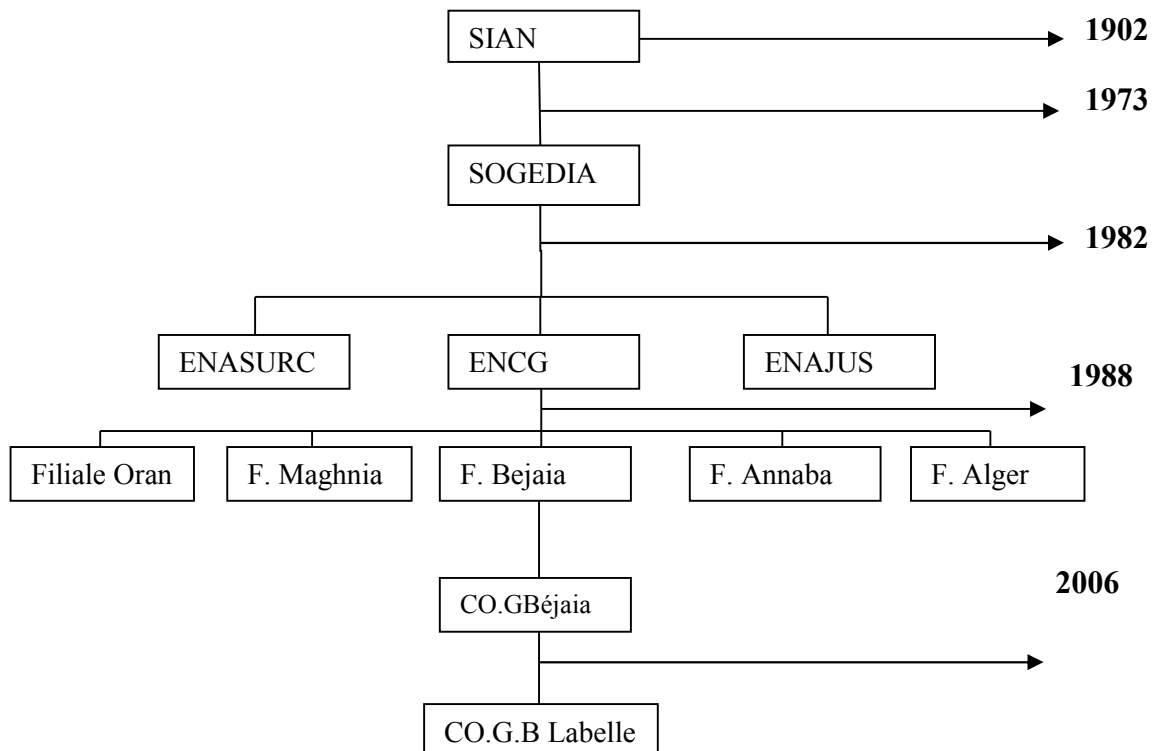 SIAN
1902
1973
SOGEDIA
1982
ENASURC
ENCG
ENAJUS
1988
Filiale Oran
F. Maghnia
F. Bejaia
F. Annaba
F. Alger
CO.GBéjaia
2006
CO.G.B Labelle